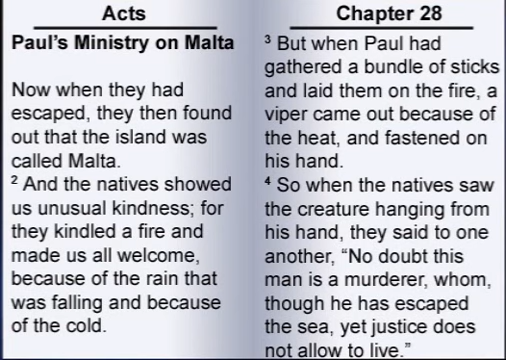 Acts
Paul's Ministry on Malta
Now when they had
escaped, they then found
out that the island was
called Malta.
² And the natives showed
us unusual kindness; for
they kindled a fire and
made us all welcome,
because of the rain that
was falling and because
of the cold.
Chapter 28
³ But when Paul had
gathered a bundle of sticks
and laid them on the fire, a
viper came out because of
the heat, and fastened on
his hand.
⁴ So when the natives saw
the creature hanging from
his hand, they said to one
another, “No doubt this
man is a murderer, whom,
though he has escaped
the sea, yet justice does
not allow to live.”